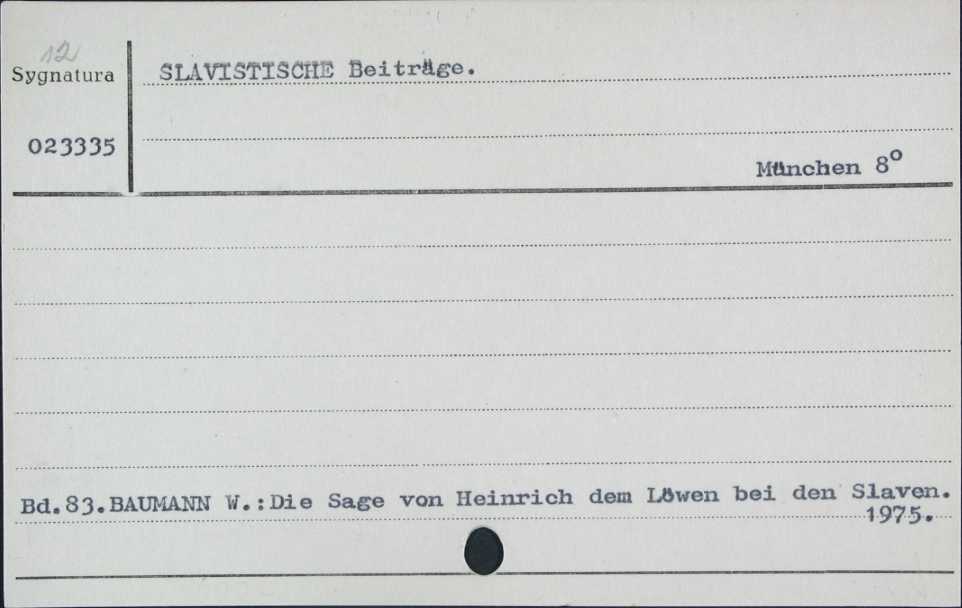 12
Sygnatura
SLAVISTISCHE Beiträge.
023335
München 8⁰
Bd.83.BAUMANN W.:Die Sage von Heinrich dem Löwen bei den Slaven.
1975.